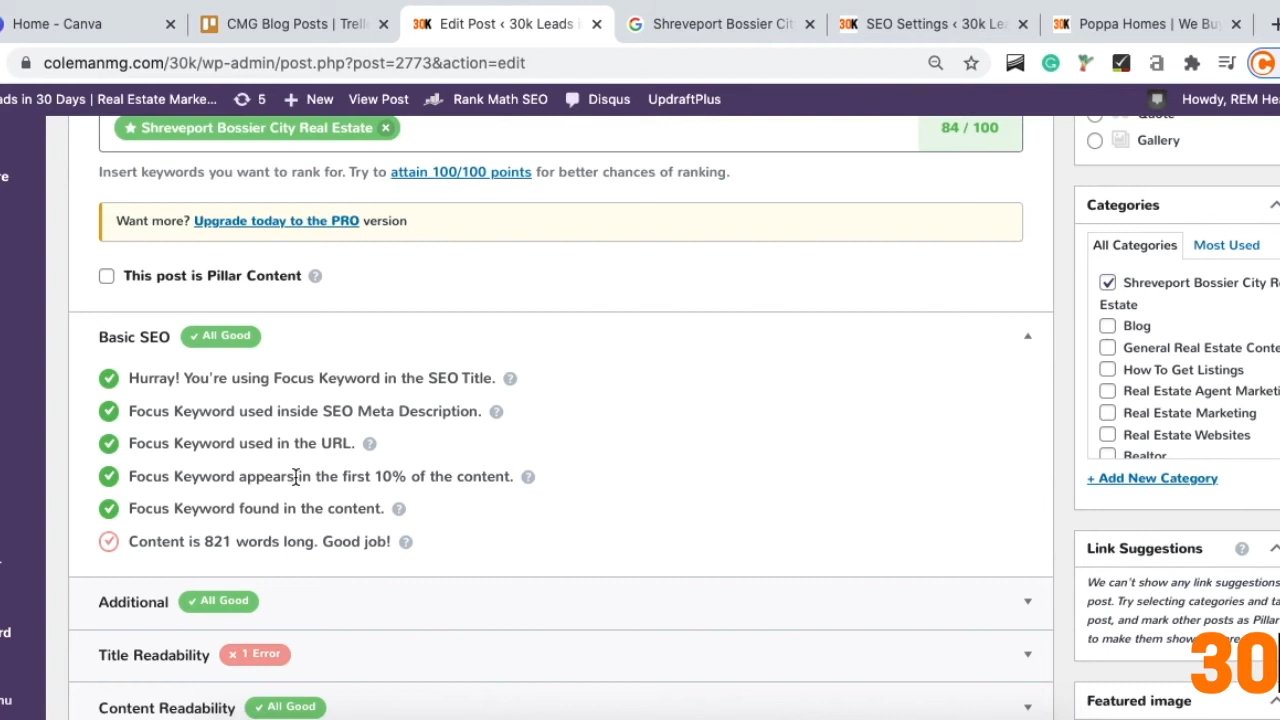 Home - Canva
CMG Blog Posts | Trell
30K Edit Post ‹ 30k Leads i
Shreveport Bossier Cit
30K SEO Settings ‹ 30k Le
30K Poppa Homes | We Buy
colemanmg.com/30k/wp-admin/post.php?post=2773&action=edit
ads in 30 Days | Real Estate Marke... 5 New View Post Rank Math SEO Disqus UpdraftPlus Howdy, REM He
Shreveport Bossier City Real Estate 84 / 100
Insert keywords you want to rank for. Try to attain 100/100 points for better chances of ranking.
Want more? Upgrade today to the PRO version
This post is Pillar Content
Basic SEO All Good
Hurray! You're using Focus Keyword in the SEO Title.
Focus Keyword used inside SEO Meta Description.
Focus Keyword used in the URL.
Focus Keyword appears in the first 10% of the content.
Focus Keyword found in the content.
Content is 821 words long. Good job!
Additional All Good
Title Readability 1 Error
Content Readability All Good
Quote
Gallery
Categories
All Categories Most Used
Shreveport Bossier City R
Estate
Blog
General Real Estate Conte
How To Get Listings
Real Estate Agent Marketi
Real Estate Marketing
Real Estate Websites
Realtor
+ Add New Category
Link Suggestions
We can't show any link suggestions
post. Try selecting categories and ta
post, and mark other posts as Pillar
to make them show
30
Featured image